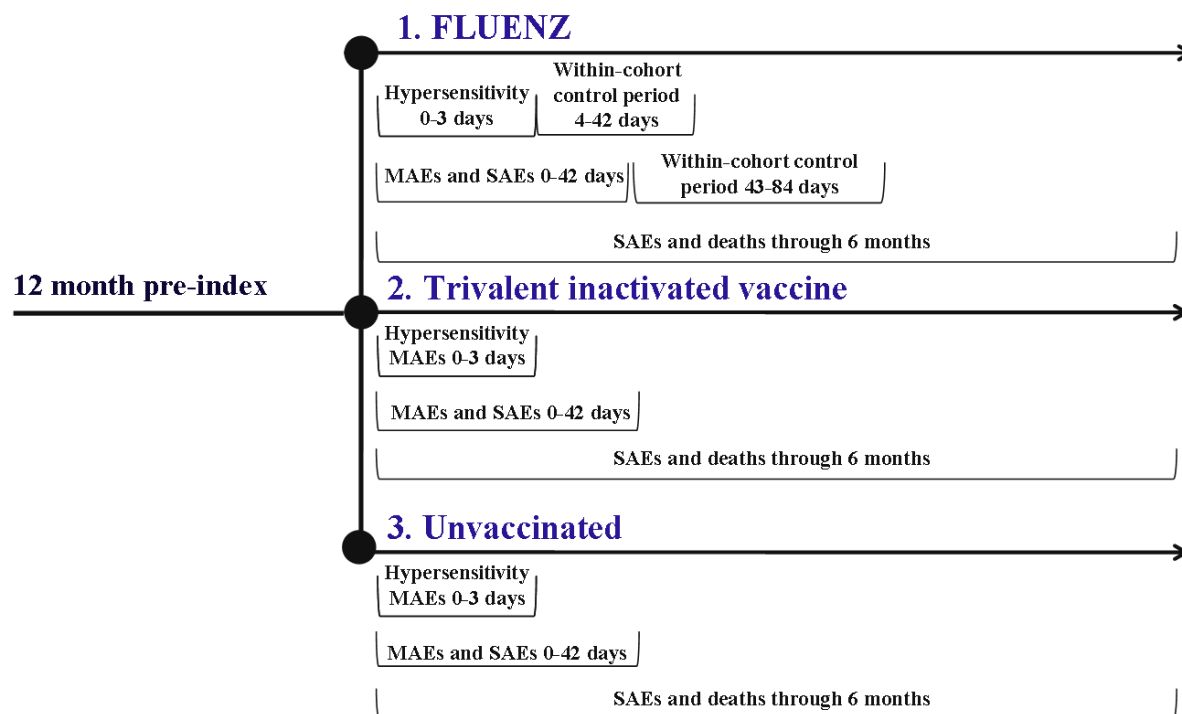 1. FLUENZ
Hypersensitivity
0-3 days
Within-cohort
control period
4-42 days
MAEs and SAEs 0-42 days
Within-cohort control
period 43-84 days
SAEs and deaths through 6 months
12 month pre-index
2. Trivalent inactivated vaccine
Hypersensitivity
MAEs 0-3 days
MAEs and SAEs 0-42 days
SAEs and deaths through 6 months
3. Unvaccinated
Hypersensitivity
MAEs 0-3 days
MAEs and SAEs 0-42 days
SAEs and deaths through 6 months